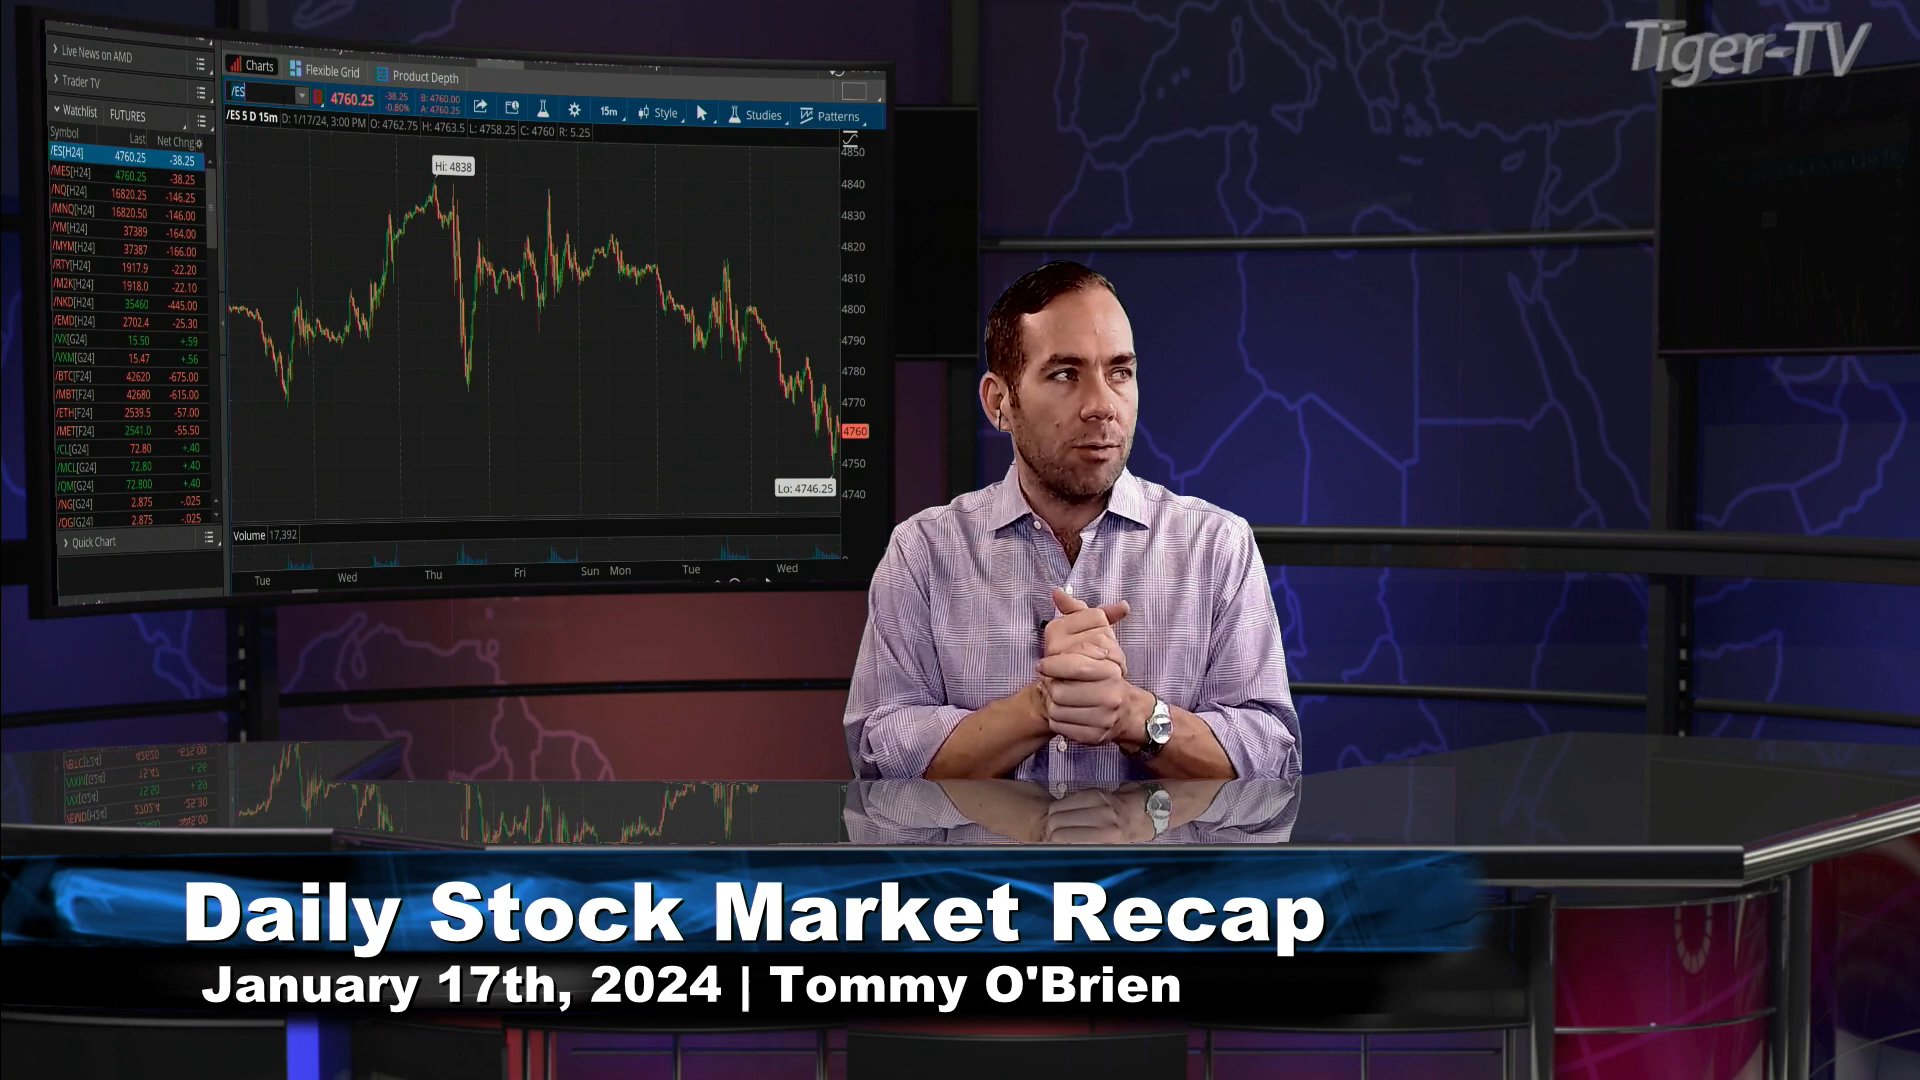 Tiger-TV
Live News on AMD
Trader TV
Watchlist FUTURES
Symbol Last Net Chng
/ES[H24] 4760.25 -38.25
/MES[H24] 4760.25 -38.25
/NQ[H24] 16820.25 -146.25
/MNQ[H24] 16820.50 -146.00
/YM[H24] 37389 -164.00
/MYM[H24] 37387 -166.00
/RTY[H24] 1917.9 -22.20
/M2K[H24] 1918.0 -22.10
/NKD[H24] 35460 -445.00
/EMD[H24] 2702.4 -25.30
/VX[G24] 15.50 +.59
/VXM[G24] 15.47 +.56
/BTC[F24] 42620 -675.00
/MBT[F24] 42680 -615.00
/ETH[F24] 2539.5 -57.00
/MET[F24] 2541.0 -55.50
/CL[G24] 72.80 +.40
/MCL[G24] 72.80 +.40
/QM[G24] 72.800 +.40
/NG[G24] 2.875 -.025
/QG[G24] 2.875 -.025
Quick Chart
Charts Flexible Grid Product Depth
/ES 4760.25 -38.25 -0.80% B: 4760.00 A: 4760.25 15m Style Studies Patterns
/ES 5 D 15m D: 1/17/24, 3:00 PM O: 4762.75 H: 4763.5 L: 4758.25 C: 4760 R: 5.25
Hi: 4838
4850
4840
4830
4820
4810
4800
4790
4780
4770
4760
4750
4740
Lo: 4746.25
Volume 17,392
0
Tue Wed Thu Fri Sun Mon Tue Wed
Daily Stock Market Recap
January 17th, 2024 | Tommy O'Brien